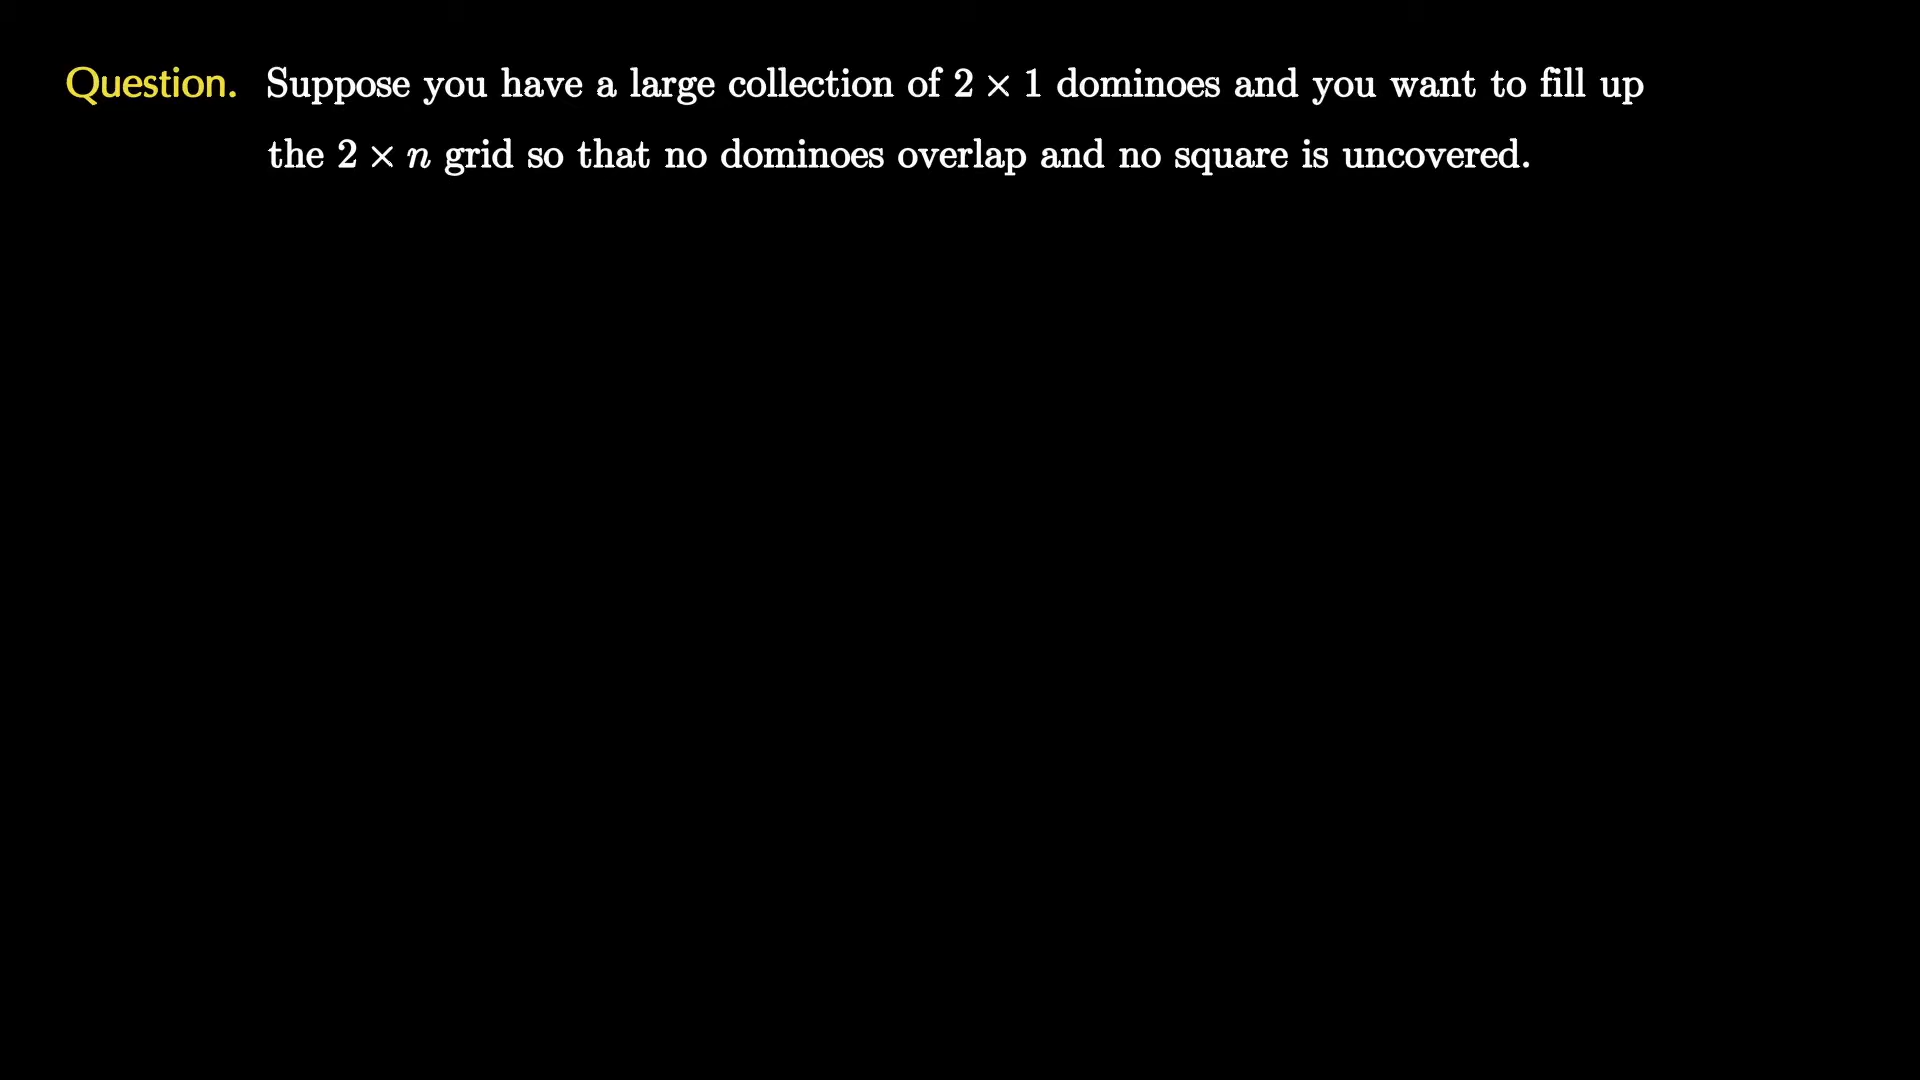 Question. Suppose you have a large collection of 2 × 1 dominoes and you want to fill up
the 2 × n grid so that no dominoes overlap and no square is uncovered.